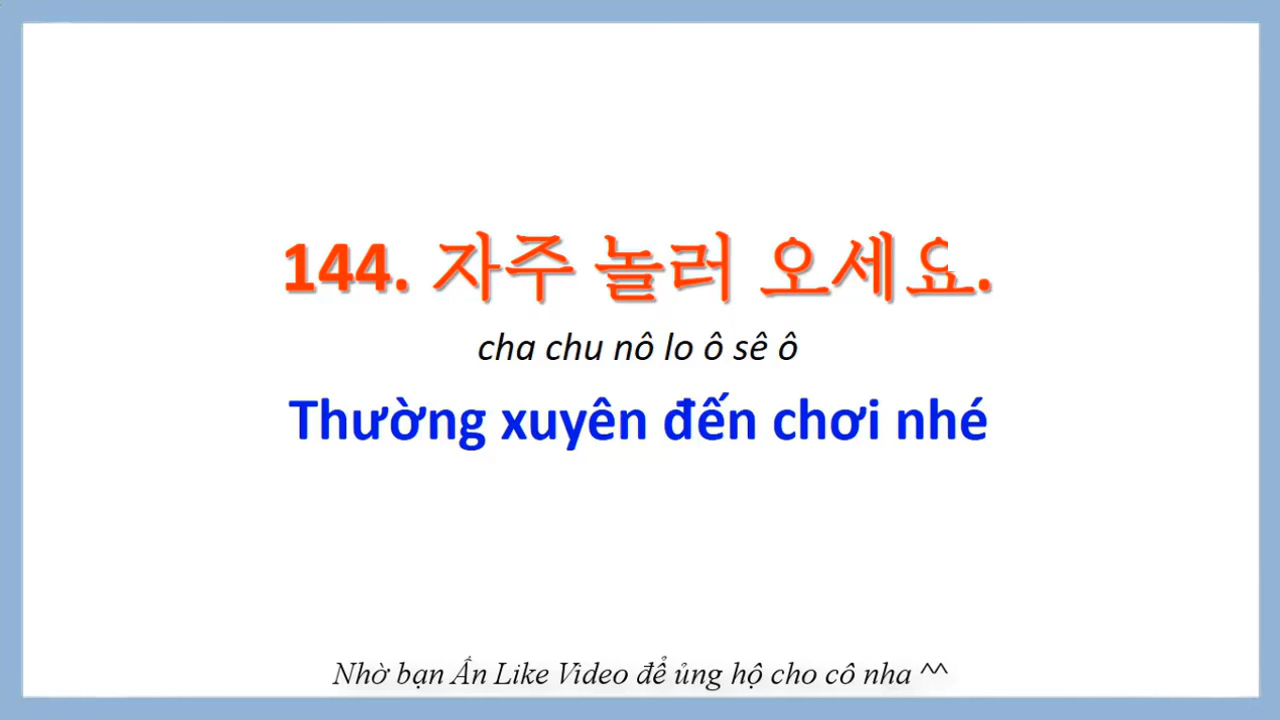 144. 자주 놀러 오세요.
cha chu nô lo ô sê ô
Thường xuyên đến chơi nhé
Nhờ bạn Ấn Like Video để ủng hộ cho cô nha ^^